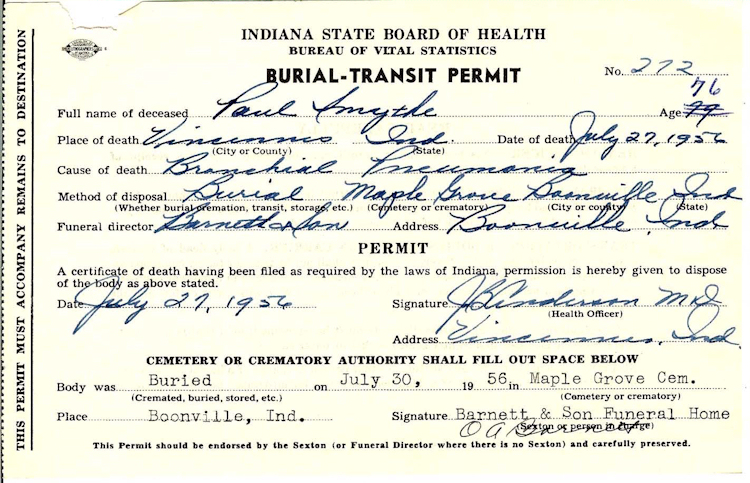 INDIANA STATE BOARD OF HEALTH
BUREAU OF VITAL STATISTICS
BURIAL-TRANSIT PERMIT
No. 272
Full name of deceased Paul Smythe Age 79 76
Place of death Vincennes Ind. Date of death July 27, 1956
(City or County) (State)
Cause of death Bronchial Pneumonia
Method of disposal Burial Maple Grove Boonville Ind
(Whether burial, cremation, transit, storage, etc.) (Cemetery or crematory) (City or county) (State)
Funeral director Barnett & Son Address Boonville, Ind
PERMIT
A certificate of death having been filed as required by the laws of Indiana, permission is hereby given to dispose
of the body as above stated.
Date July 27, 1956 Signature J B Anderson M D
(Health Officer)
Address Vincennes, Ind.
CEMETERY OR CREMATORY AUTHORITY SHALL FILL OUT SPACE BELOW
Body was Buried on July 30, 1956 in Maple Grove Cem.
(Cremated, buried, stored, etc.) (Cemetery or crematory)
Place Boonville, Ind. Signature Barnett & Son Funeral Home
(Sexton or person in charge)
O A Barnett
This Permit should be endorsed by the Sexton (or Funeral Director where there is no Sexton) and carefully preserved.
THIS PERMIT MUST ACCOMPANY REMAINS TO DESTINATION